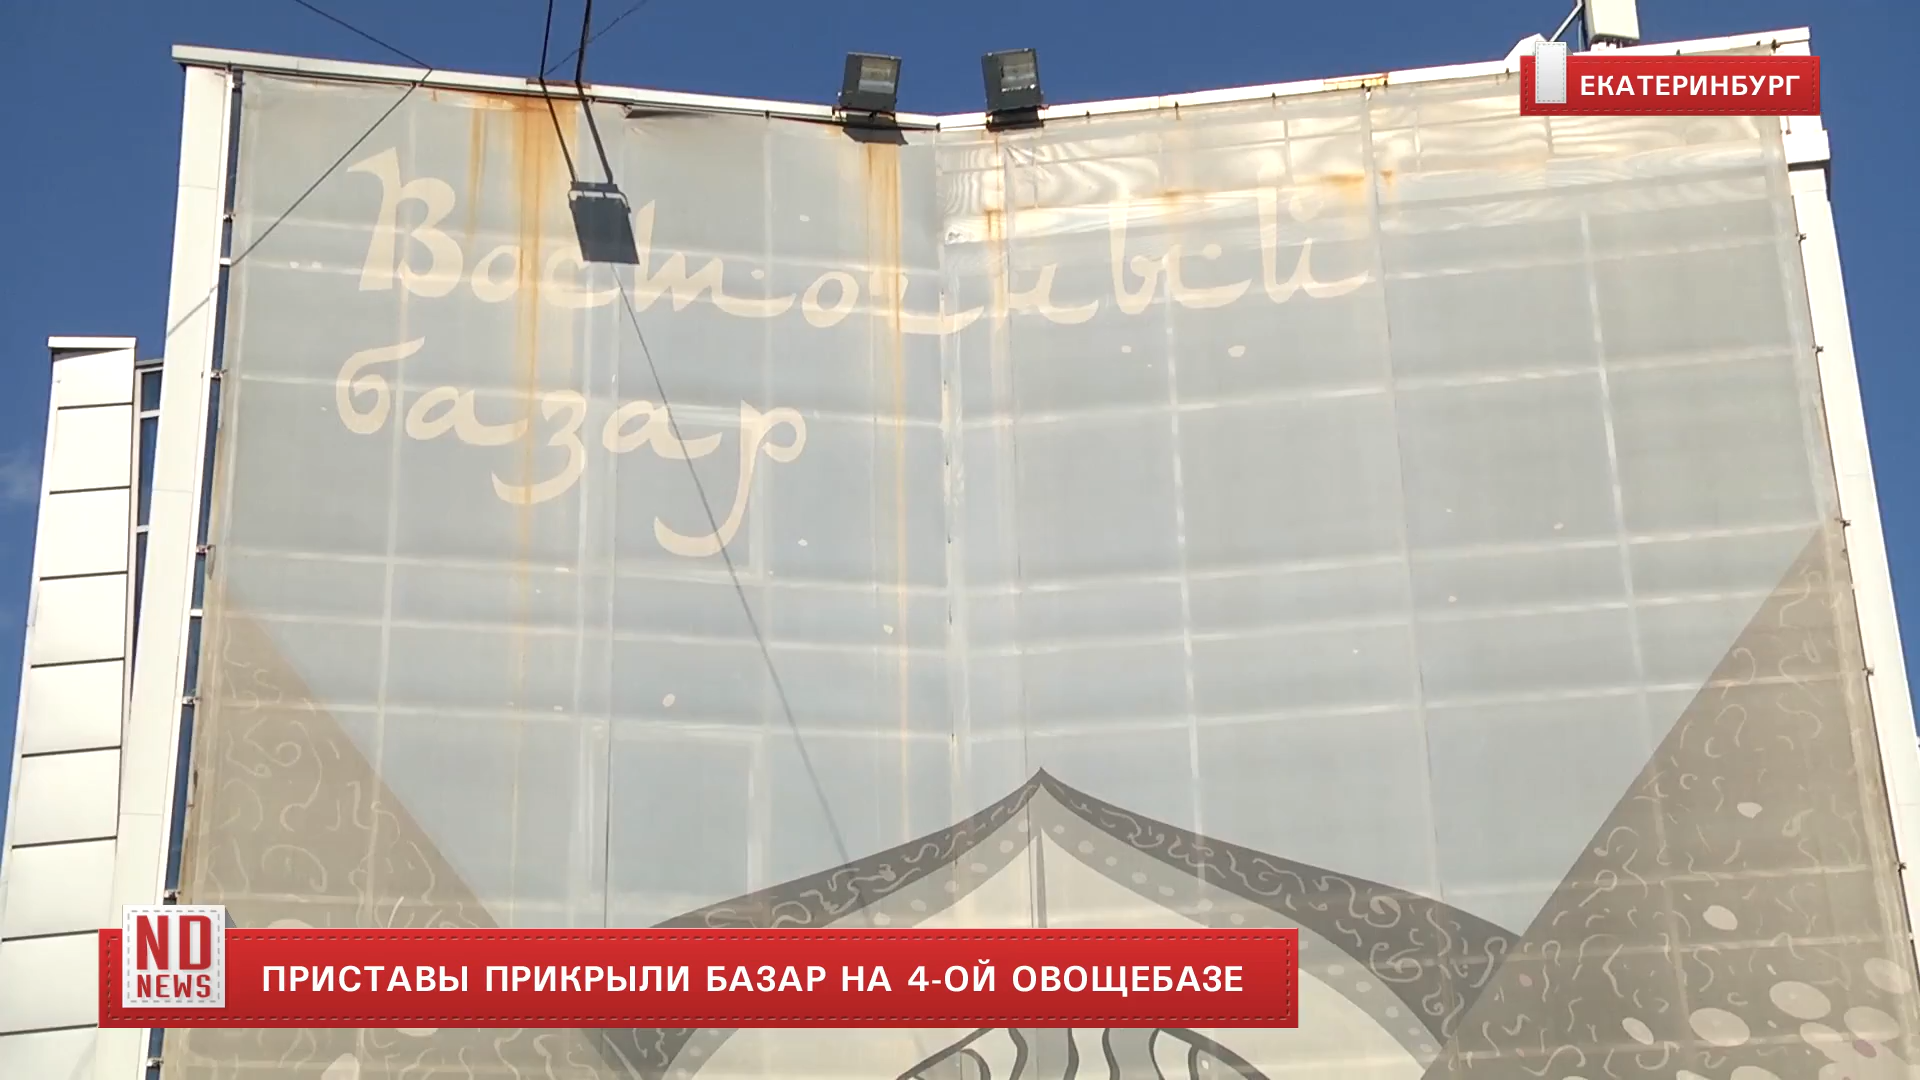 ЕКАТЕРИНБУРГ
Восточный
базар
ND
NEWS
ПРИСТАВЫ ПРИКРЫЛИ БАЗАР НА 4-ОЙ ОВОЩЕБАЗЕ